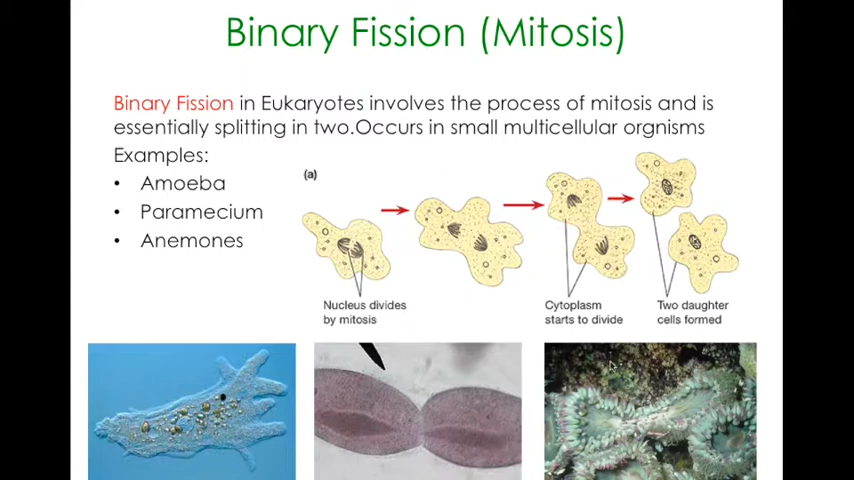 Binary Fission (Mitosis)
Binary Fission in Eukaryotes involves the process of mitosis and is
essentially splitting in two.Occurs in small multicellular orgnisms
Examples:
• Amoeba
• Paramecium
• Anemones
(a)
Nucleus divides
by mitosis
Cytoplasm
starts to divide
Two daughter
cells formed